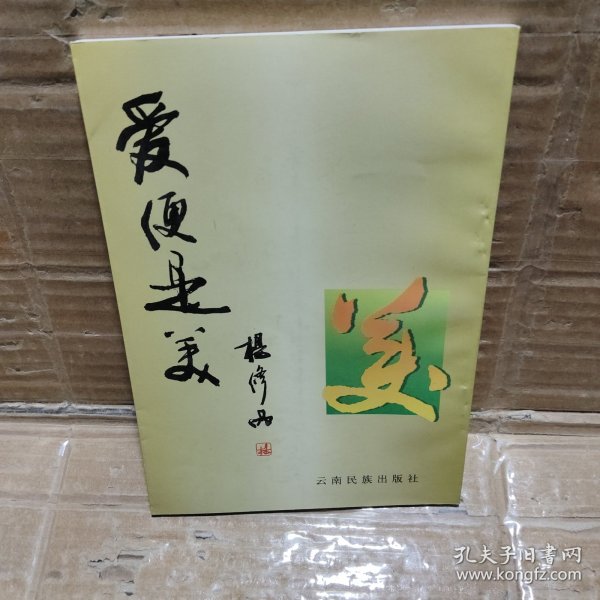 爱便是美
杨修品
美
云南民族出版社
孔夫子旧书网
www.kongfz.com